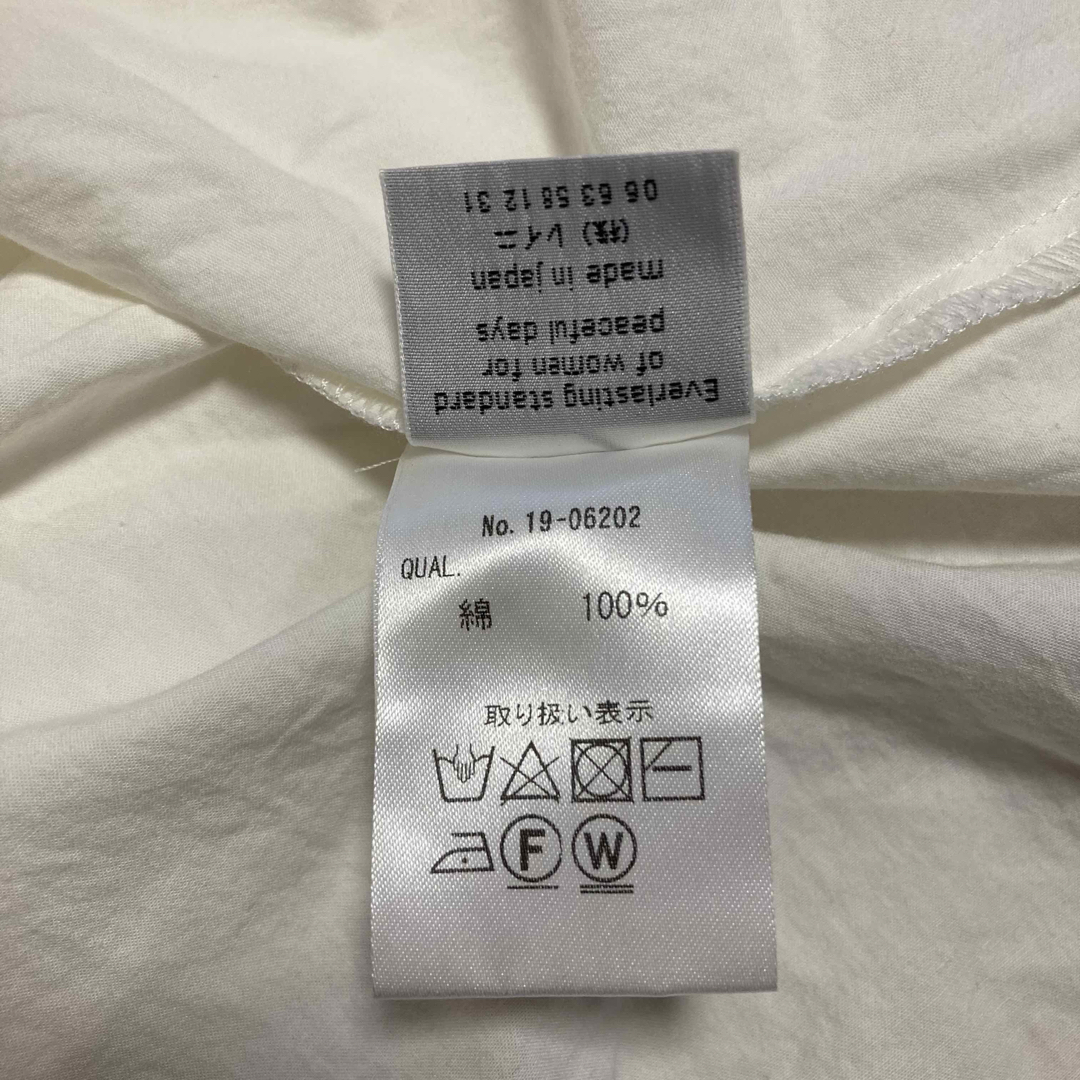 Everlasting standard
of women for
peaceful days
made in japan
(株) レイニ
06 63 58 12 31
No. 19-06202
QUAL.
綿 100%
取り扱い表示
F W